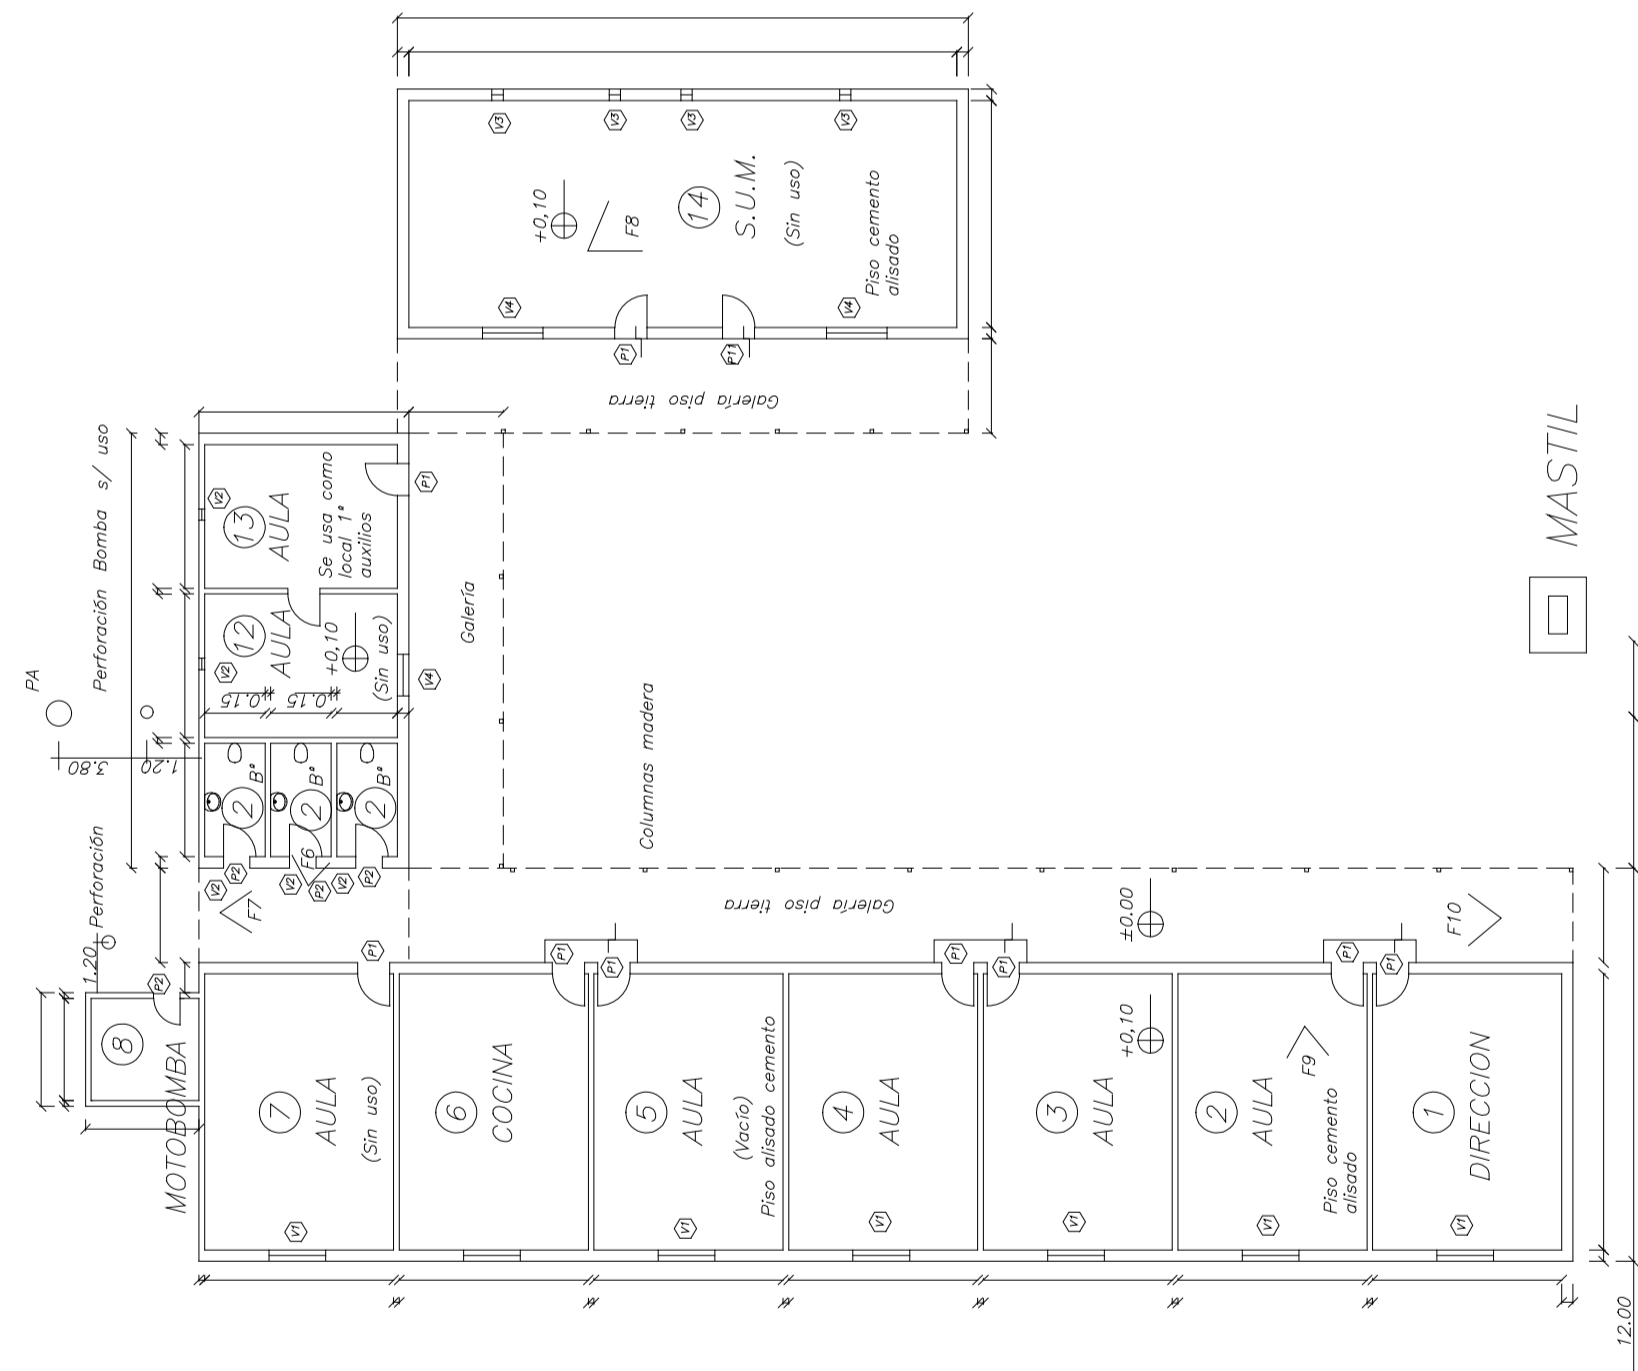 PA
Perforación Bomba s/ uso
3.80
1.20
Perforación
1.20
P2
8
MOTOBOMBA
V3
V3
V3
V3
+0,10
F8
14
S.U.M.
(Sin uso)
Piso cemento
alisado
V4
V4
P1
P11
Galería piso tierra
V2
13
AULA
Se usa como
local 1ª
auxilios
P1
V2
12
AULA
+0,10
(Sin uso)
V4
0.15
0.15
Galería
2
Bª
2
Bª
2
Bª
V2
P2
V2
F6
P2
V2
P2
F7
Columnas madera
Galería piso tierra
±0.00
F10
MASTIL
P1
P1
P1
P1
P1
P1
P1
7
AULA
(Sin uso)
V1
6
COCINA
5
AULA
(Vacío)
Piso alisado cemento
V1
4
AULA
V1
3
AULA
+0,10
V1
2
AULA
F9
Piso cemento
alisado
V1
1
DIRECCION
V1
12.00